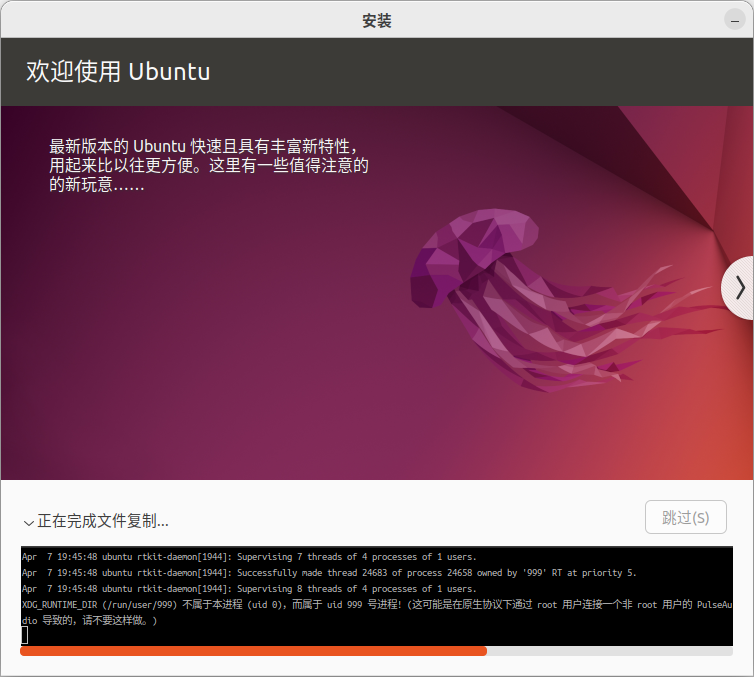 安装
欢迎使用 Ubuntu
最新版本的 Ubuntu 快速且具有丰富新特性，
用起来比以往更方便。这里有一些值得注意的
的新玩意……
正在完成文件复制...
跳过(S)
Apr  7 19:45:48 ubuntu rtkit-daemon[1944]: Supervising 7 threads of 4 processes of 1 users.
Apr  7 19:45:48 ubuntu rtkit-daemon[1944]: Successfully made thread 24683 of process 24658 owned by '999' RT at priority 5.
Apr  7 19:45:48 ubuntu rtkit-daemon[1944]: Supervising 8 threads of 4 processes of 1 users.
XDG_RUNTIME_DIR (/run/user/999) 不属于本进程 (uid 0)，而属于 uid 999 号进程! (这可能是在原生协议下通过 root 用户连接一个非 root 用户的 PulseAu
dio 导致的，请不要这样做。)